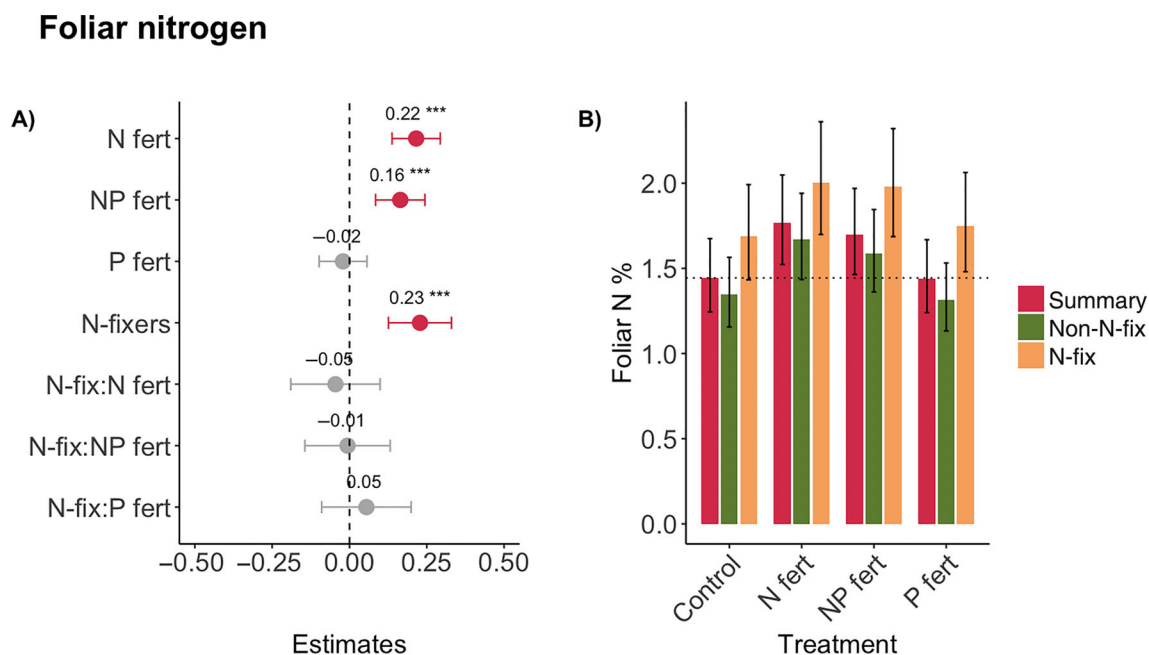 Foliar nitrogen
A)
N fert
NP fert
P fert
N-fixers
N-fix:N fert
N-fix:NP fert
N-fix:P fert
0.22 ***
0.16 ***
−0.02
0.23 ***
−0.05
−0.01
0.05
−0.50 −0.25 0.00 0.25 0.50
Estimates
B)
Foliar N %
2.0
1.5
1.0
0.5
0.0
Control
N fert
NP fert
P fert
Treatment
Summary
Non-N-fix
N-fix